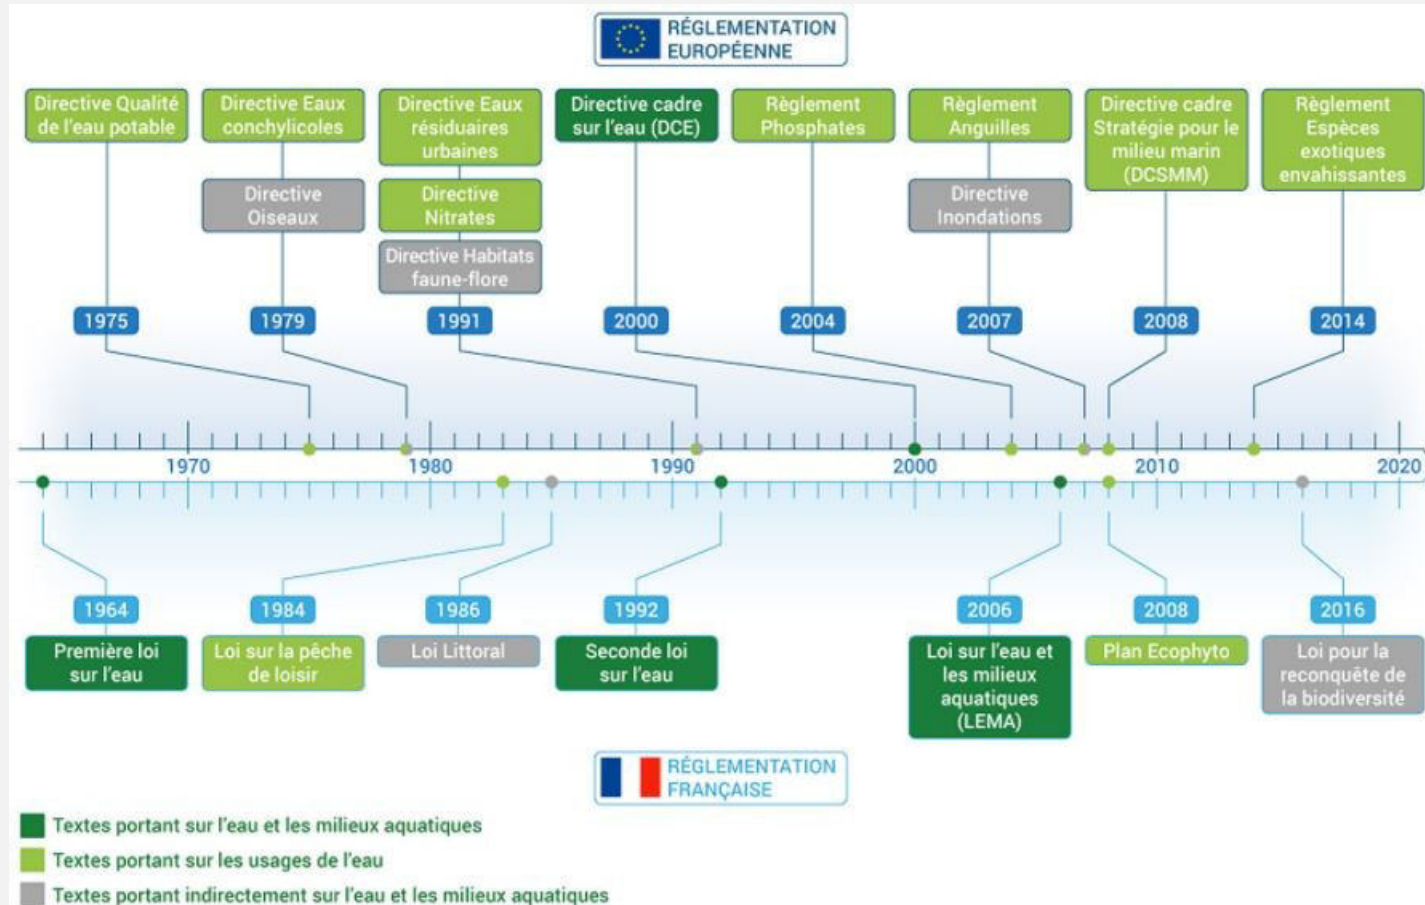 RÉGLEMENTATION
EUROPÉENNE
Directive Qualité
de l'eau potable
Directive Eaux
conchylicoles
Directive
Oiseaux
Directive Eaux
résiduaires
urbaines
Directive
Nitrates
Directive Habitats
faune-flore
Directive cadre
sur l'eau (DCE)
Règlement
Phosphates
Règlement
Anguilles
Directive
Inondations
Directive cadre
Stratégie pour le
milieu marin
(DCSMM)
Règlement
Espèces
exotiques
envahissantes
1975
1979
1991
2000
2004
2007
2008
2014
1970
1980
1990
2000
2010
2020
1964
1984
1986
1992
2006
2008
2016
Première loi
sur l'eau
Loi sur la pêche
de loisir
Loi Littoral
Seconde loi
sur l'eau
Loi sur l'eau et
les milieux
aquatiques
(LEMA)
Plan Ecophyto
Loi pour la
reconquête de
la biodiversité
RÉGLEMENTATION
FRANÇAISE
Textes portant sur l'eau et les milieux aquatiques
Textes portant sur les usages de l'eau
Textes portant indirectement sur l'eau et les milieux aquatiques